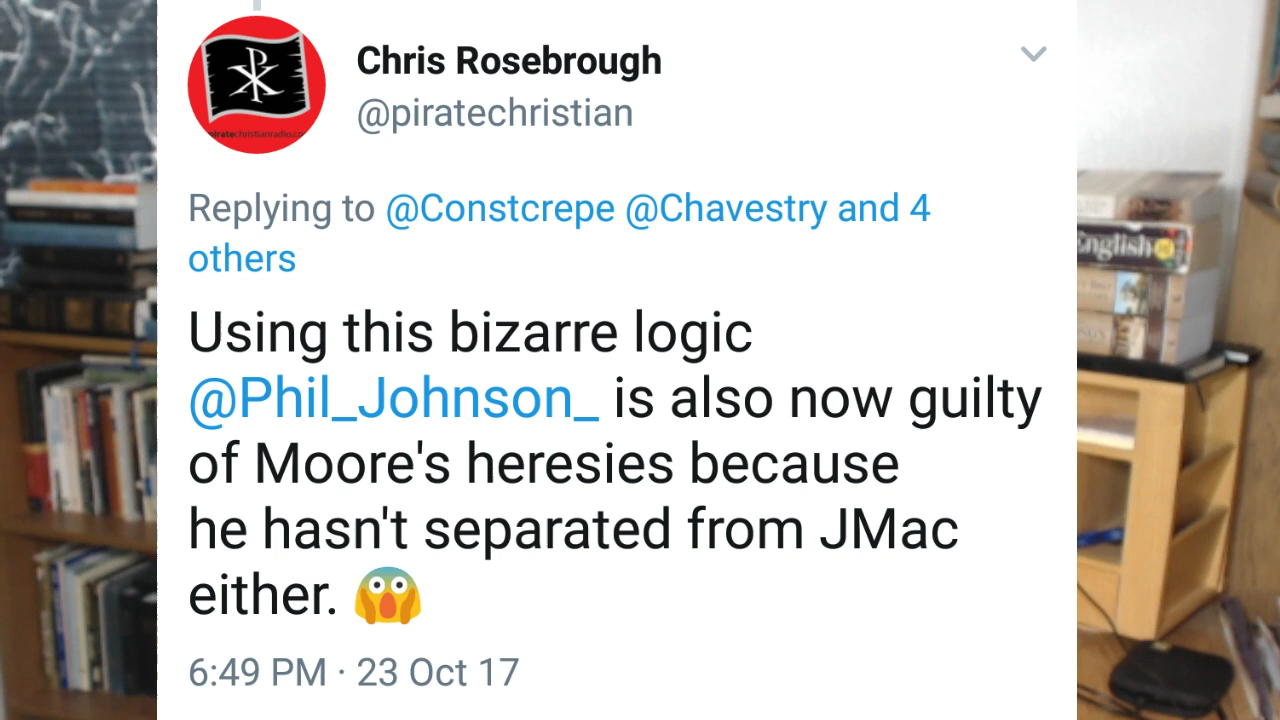 Chris Rosebrough
@piratechristian
Replying to @Constcrepe @Chavestry and 4
others
Using this bizarre logic
@Phil_Johnson_ is also now guilty
of Moore's heresies because
he hasn't separated from JMac
either. 😱
6:49 PM · 23 Oct 17
English